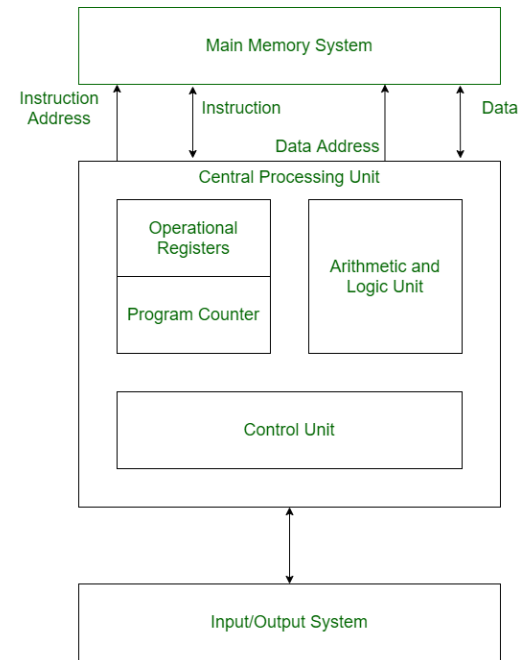 Main Memory System
Instruction
Address
Instruction
Data Address
Data
Central Processing Unit
Operational
Registers
Program Counter
Arithmetic and
Logic Unit
Control Unit
Input/Output System